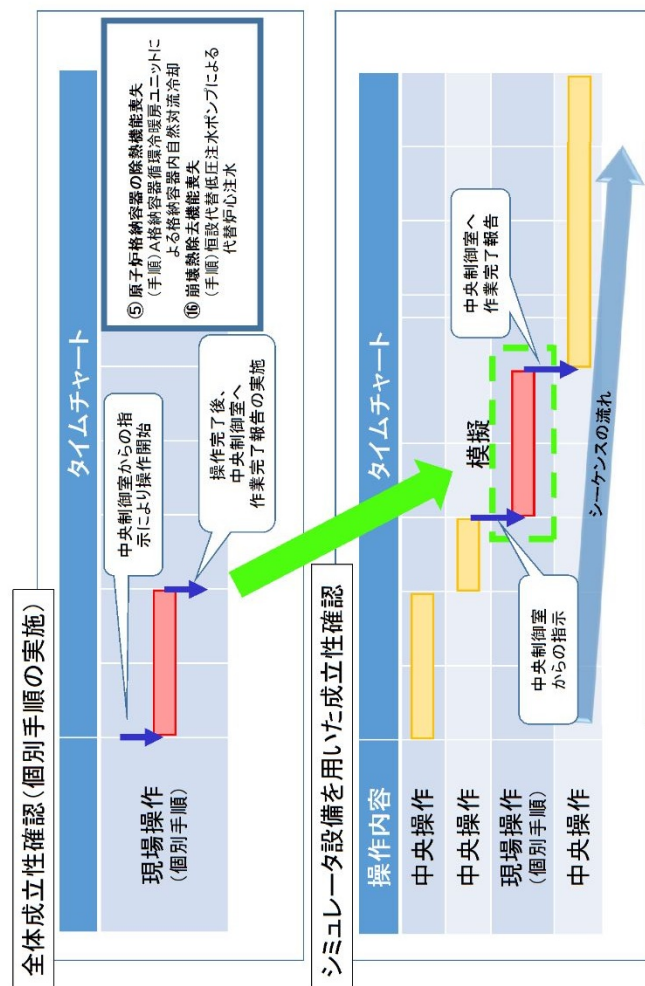 全体成立性確認（個別手順の実施）
タイムチャート
現場操作
（個別手順）
中央制御室からの指
示により操作開始
操作完了後、
中央制御室へ
作業完了報告の実施
⑤ 原子炉格納容器の除熱機能喪失
（手順）A格納容器循環冷暖房ユニットに
よる格納容器内自然対流冷却
⑯ 崩壊熱除去機能喪失
（手順）恒設代替低圧注水ポンプによる
代替炉心注水
シミュレータ設備を用いた成立性確認
操作内容
タイムチャート
中央操作
中央操作
現場操作
（個別手順）
中央操作
模擬
中央制御室
からの指示
中央制御室へ
作業完了報告
シーケンスの流れ